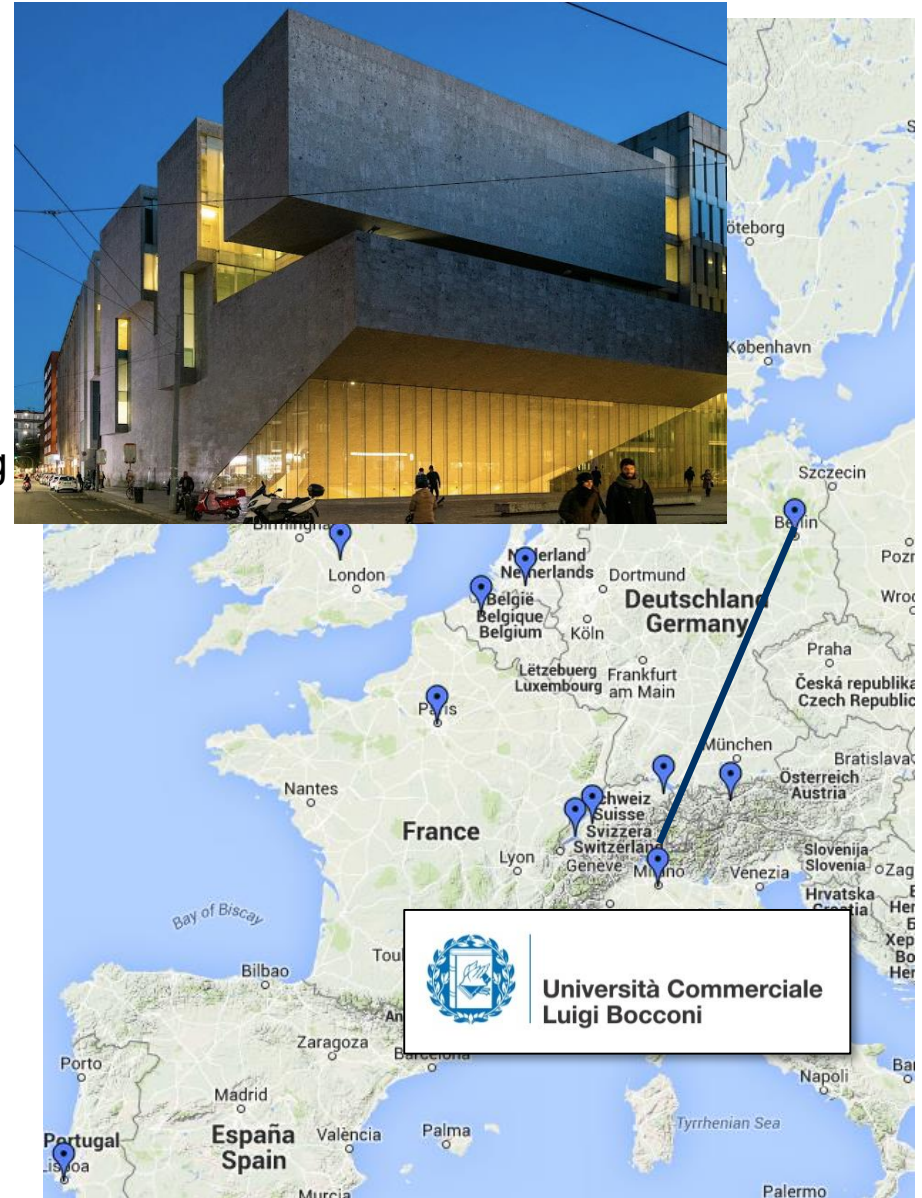 öteborg
København
g
Szczecin
Berlin
London
Nederland
Netherlands
Dortmund
België
Belgique
Belgium
Köln
Deutschland
Germany
Praha
Lëtzebuerg
Luxembourg
Frankfurt
am Main
Česká republika
Czech Republic
Paris
München
Bratislava
Österreich
Austria
Nantes
Schweiz
Suisse
Svizzera
Switzerland
France
Lyon
Genève
Milano
Venezia
Slovenija
Slovenia
Zag
Hrvatska
Croatia
Bay of Biscay
Toul
Bilbao
Università Commerciale
Luigi Bocconi
Zaragoza
Barcelona
Porto
Napoli
Madrid
España
Spain
València
Palma
Tyrrhenian Sea
Portugal
Lisboa
Murcia
Palermo